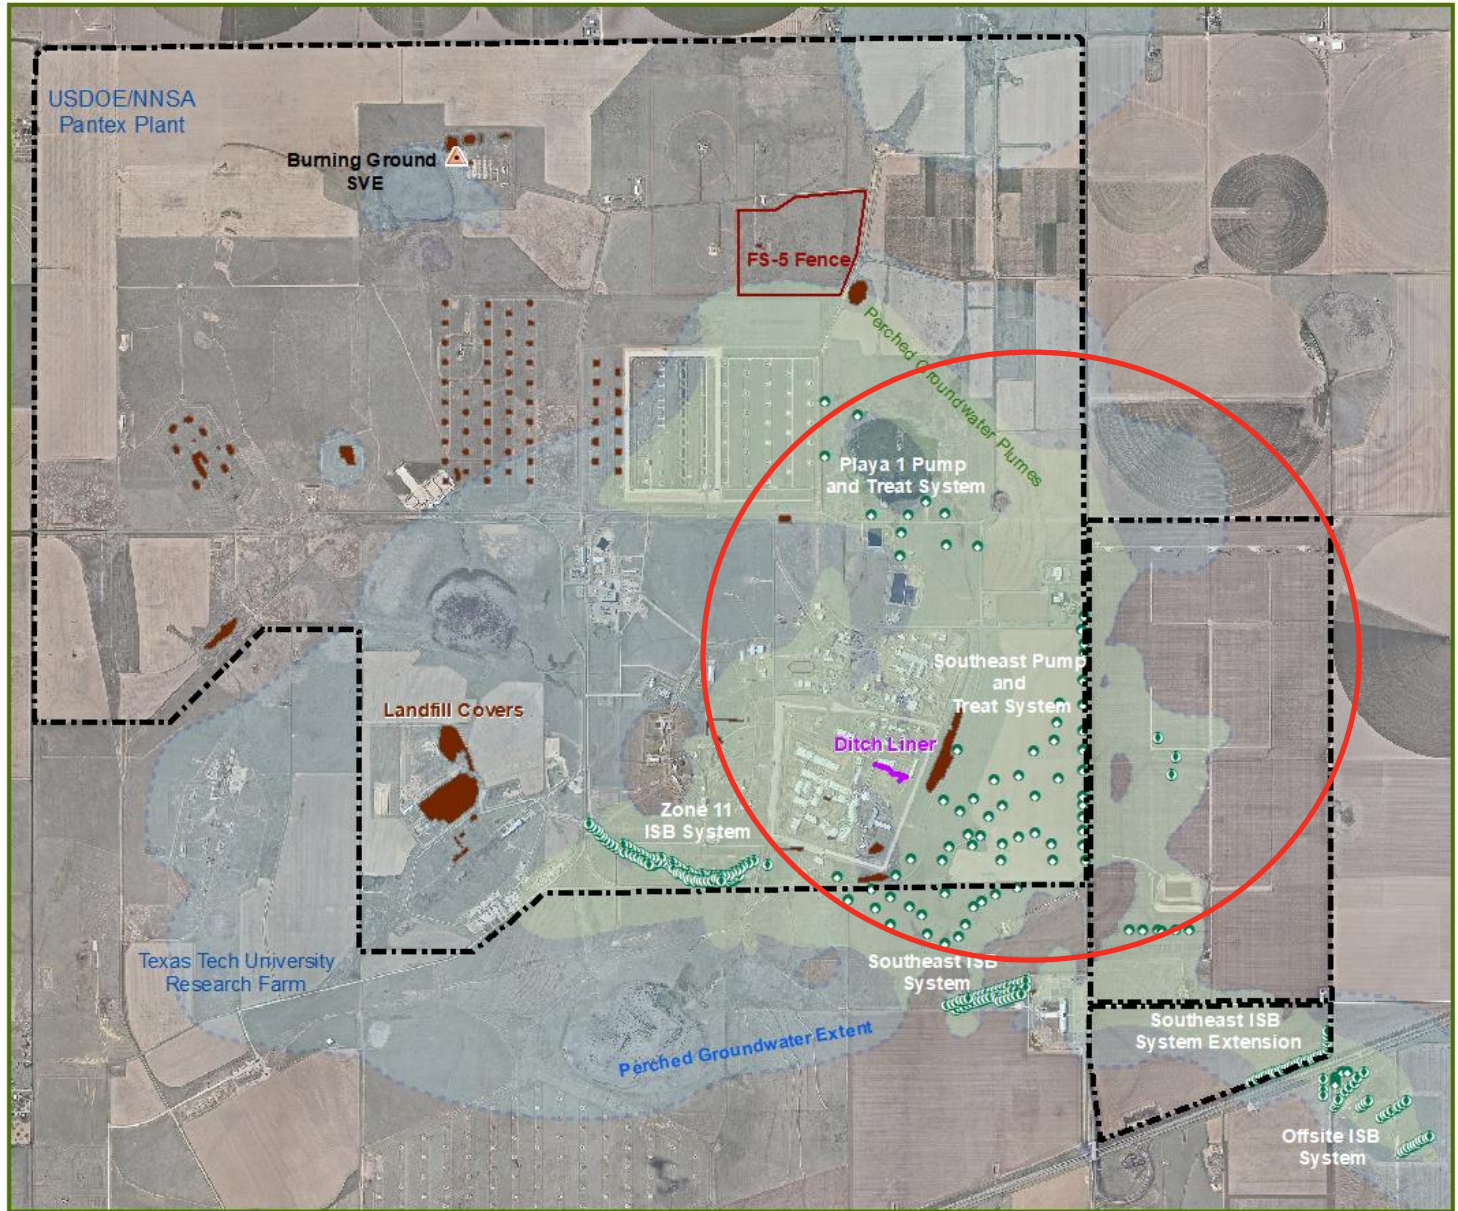 USDOE/NNSA
Pantex Plant
Burning Ground
SVE
FS-5 Fence
Perched Groundwater Plumes
Playa 1 Pump
and Treat System
Southeast Pump
and
Treat System
Landfill Covers
Ditch Liner
Zone 11
ISB System
Texas Tech University
Research Farm
Southeast ISB
System
Perched Groundwater Extent
Southeast ISB
System Extension
Offsite ISB
System